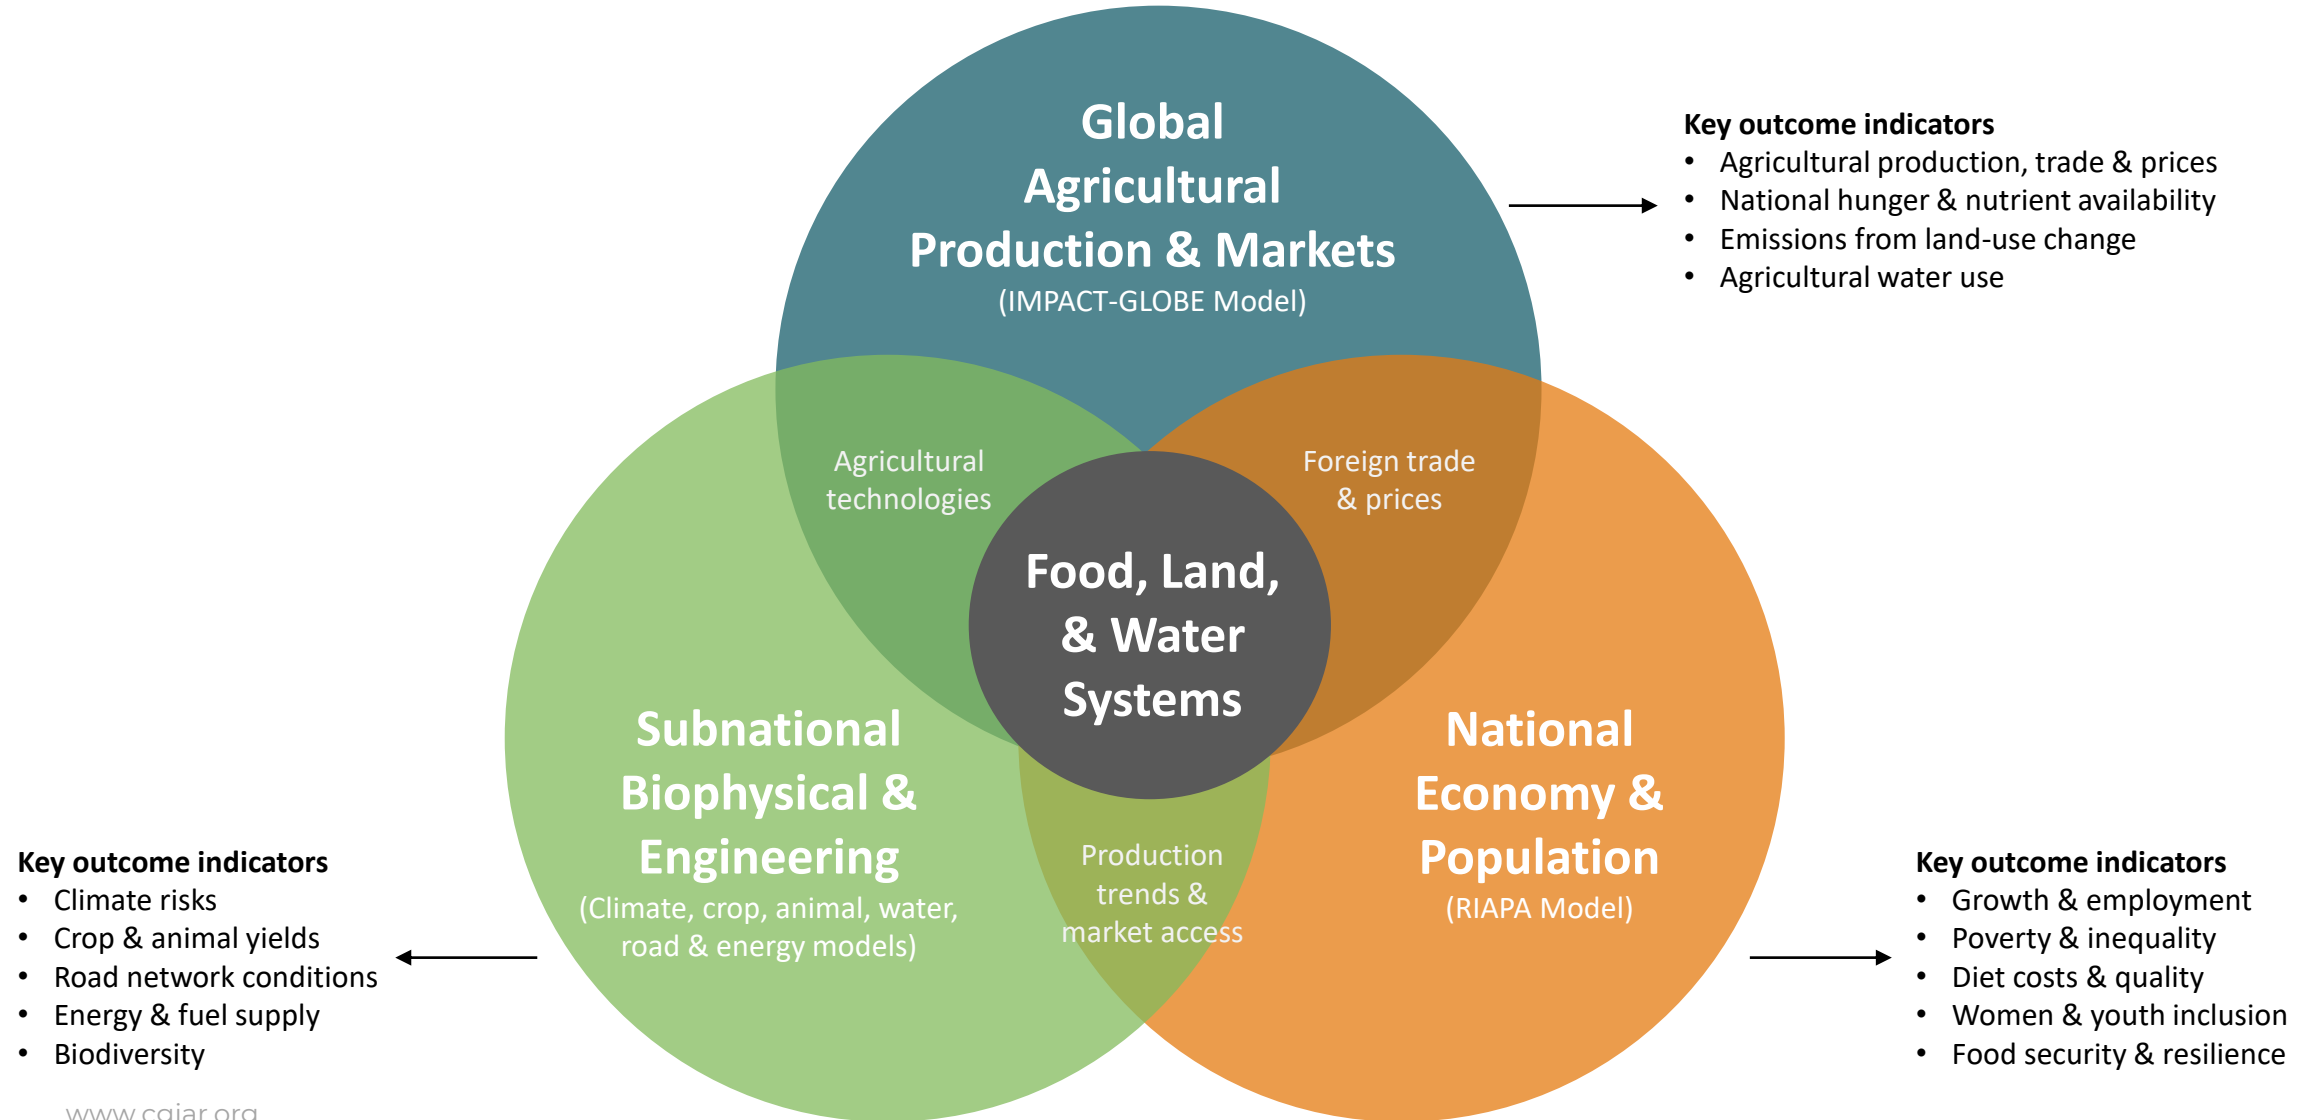 Global
Agricultural
Production & Markets
(IMPACT-GLOBE Model)
Key outcome indicators
• Agricultural production, trade & prices
• National hunger & nutrient availability
• Emissions from land-use change
• Agricultural water use
Agricultural
technologies
Foreign trade
& prices
Food, Land,
& Water
Systems
Subnational
Biophysical &
Engineering
(Climate, crop, animal, water,
road & energy models)
Production
trends &
market access
National
Economy &
Population
(RIAPA Model)
Key outcome indicators
• Climate risks
• Crop & animal yields
• Road network conditions
• Energy & fuel supply
• Biodiversity
Key outcome indicators
• Growth & employment
• Poverty & inequality
• Diet costs & quality
• Women & youth inclusion
• Food security & resilience
www.cgiar.org